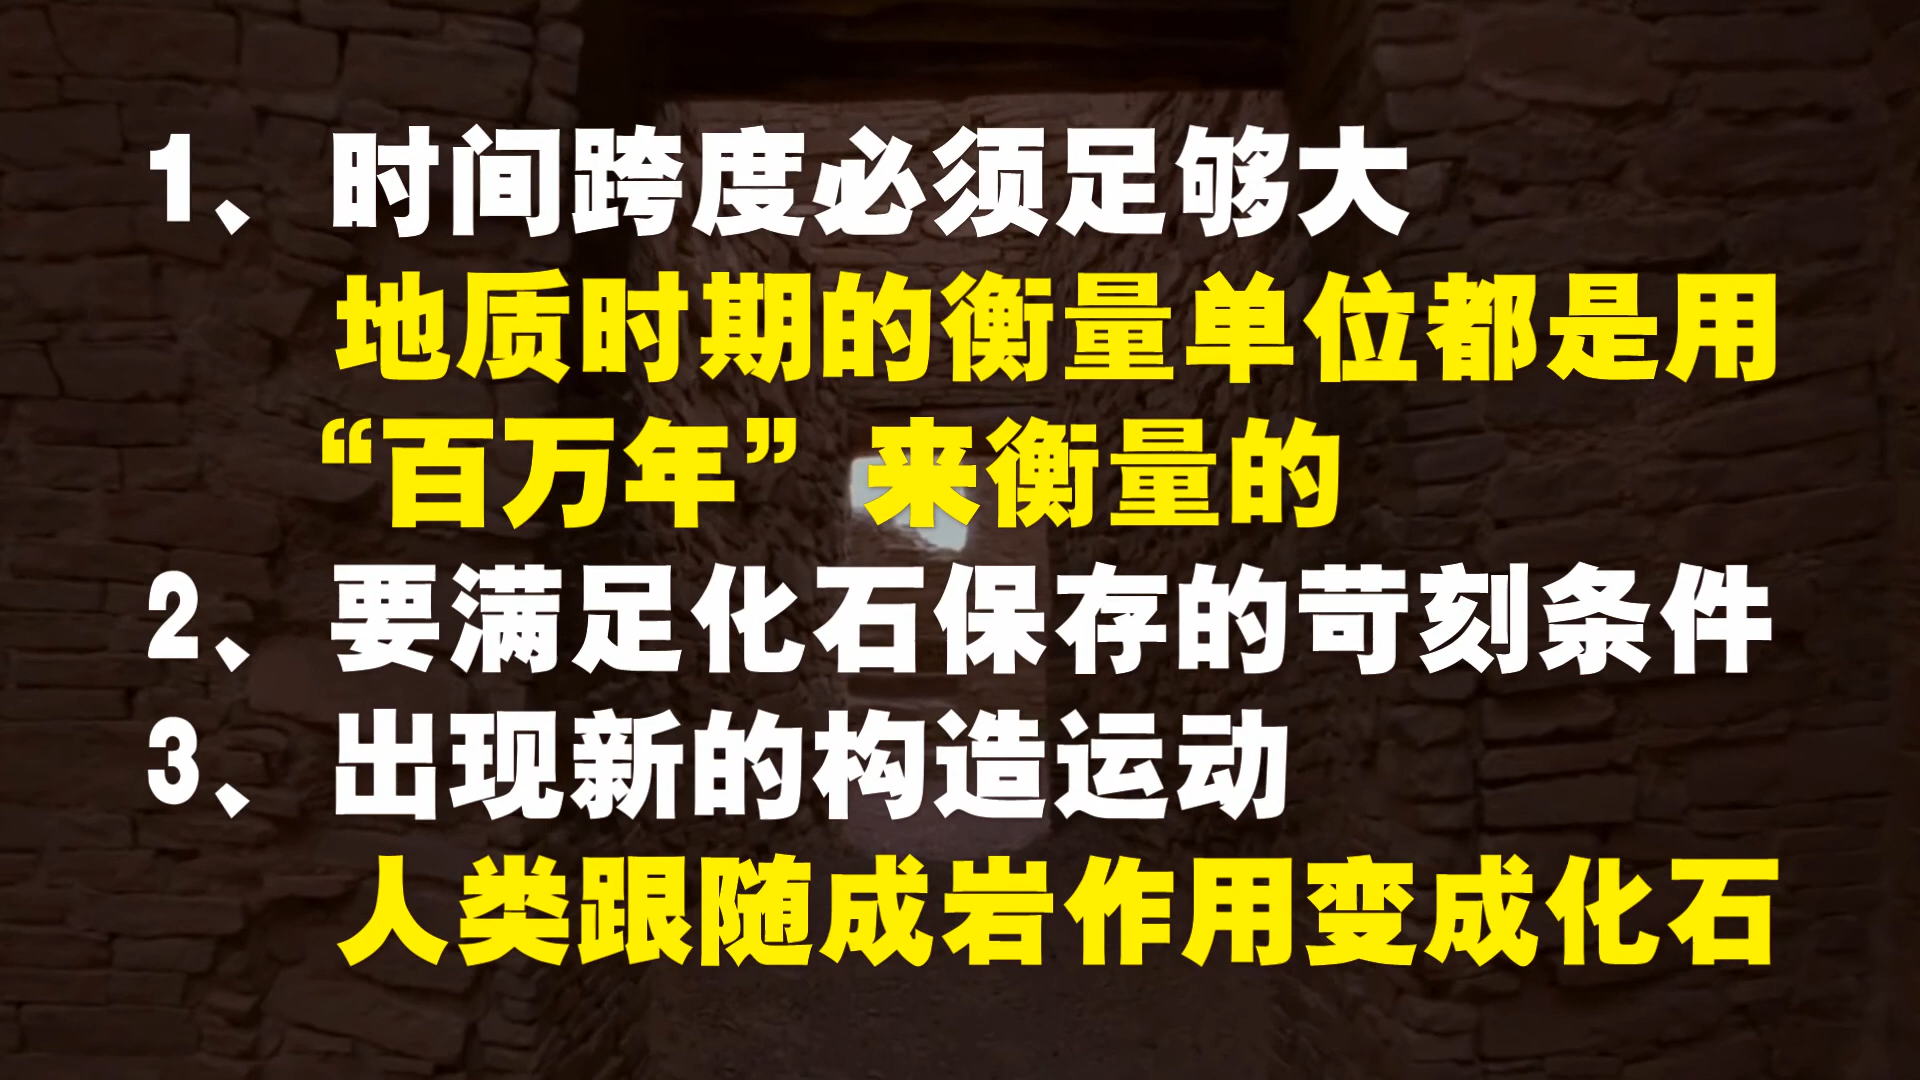 1、时间跨度必须足够大
地质时期的衡量单位都是用
“百万年”来衡量的
2、要满足化石保存的苛刻条件
3、出现新的构造运动
人类跟随成岩作用变成化石